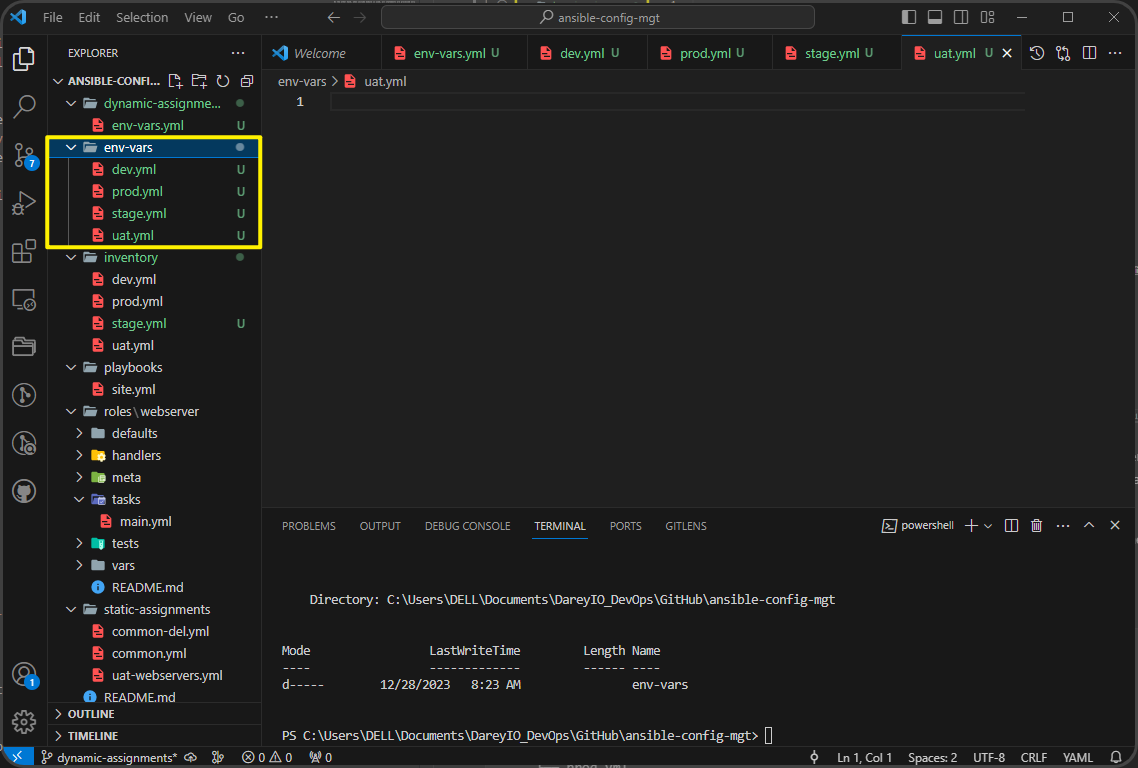 File Edit Selection View Go ··· ansible-config-mgt
EXPLORER ···
Welcome env-vars.yml U dev.yml U prod.yml U stage.yml U uat.yml U ···
ANSIBLE-CONFI...
env-vars > uat.yml
1
dynamic-assignme...
env-vars.yml U
env-vars
dev.yml U
prod.yml U
stage.yml U
uat.yml U
inventory
dev.yml
prod.yml
stage.yml U
uat.yml
playbooks
site.yml
roles\webserver
defaults
handlers
meta
tasks
main.yml
tests
vars
README.md
static-assignments
common-del.yml
common.yml
uat-webservers.yml
README.md
OUTLINE
TIMELINE
7
1
PROBLEMS OUTPUT DEBUG CONSOLE TERMINAL PORTS GITLENS powershell ···
Directory: C:\Users\DELL\Documents\DareyIO_DevOps\GitHub\ansible-config-mgt
Mode LastWriteTime Length Name
---- ------------- ------ ----
d----- 12/28/2023 8:23 AM env-vars
PS C:\Users\DELL\Documents\DareyIO_DevOps\GitHub\ansible-config-mgt>
dynamic-assignments* 0 0 0 Ln 1, Col 1 Spaces: 2 UTF-8 CRLF YAML